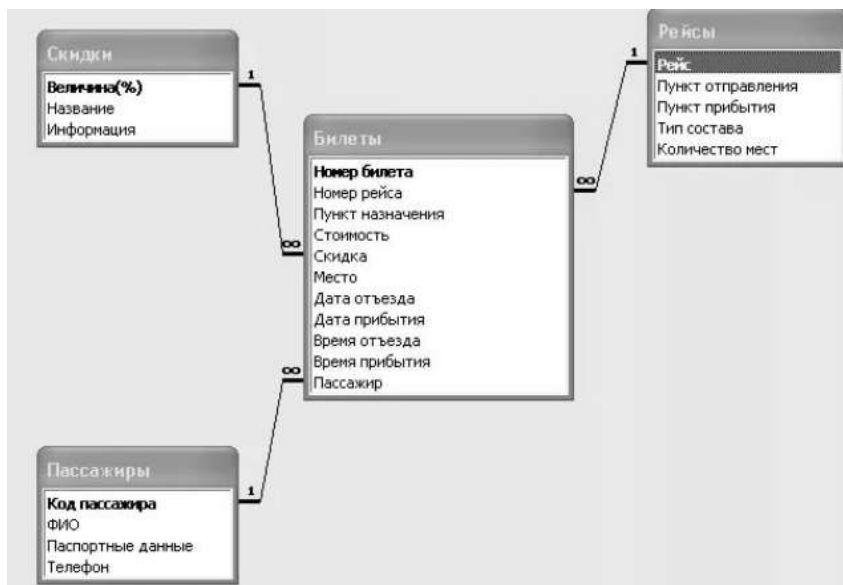 Скидки
Величина(%)
Название
Информация
1
∞
Билеты
Номер билета
Номер рейса
Пункт назначения
Стоимость
Скидка
Место
Дата отъезда
Дата прибытия
Время отъезда
Время прибытия
Пассажир
Рейсы
Рейс
Пункт отправления
Пункт прибытия
Тип состава
Количество мест
1
∞
Пассажиры
Код пассажира
ФИО
Паспортные данные
Телефон
1
∞